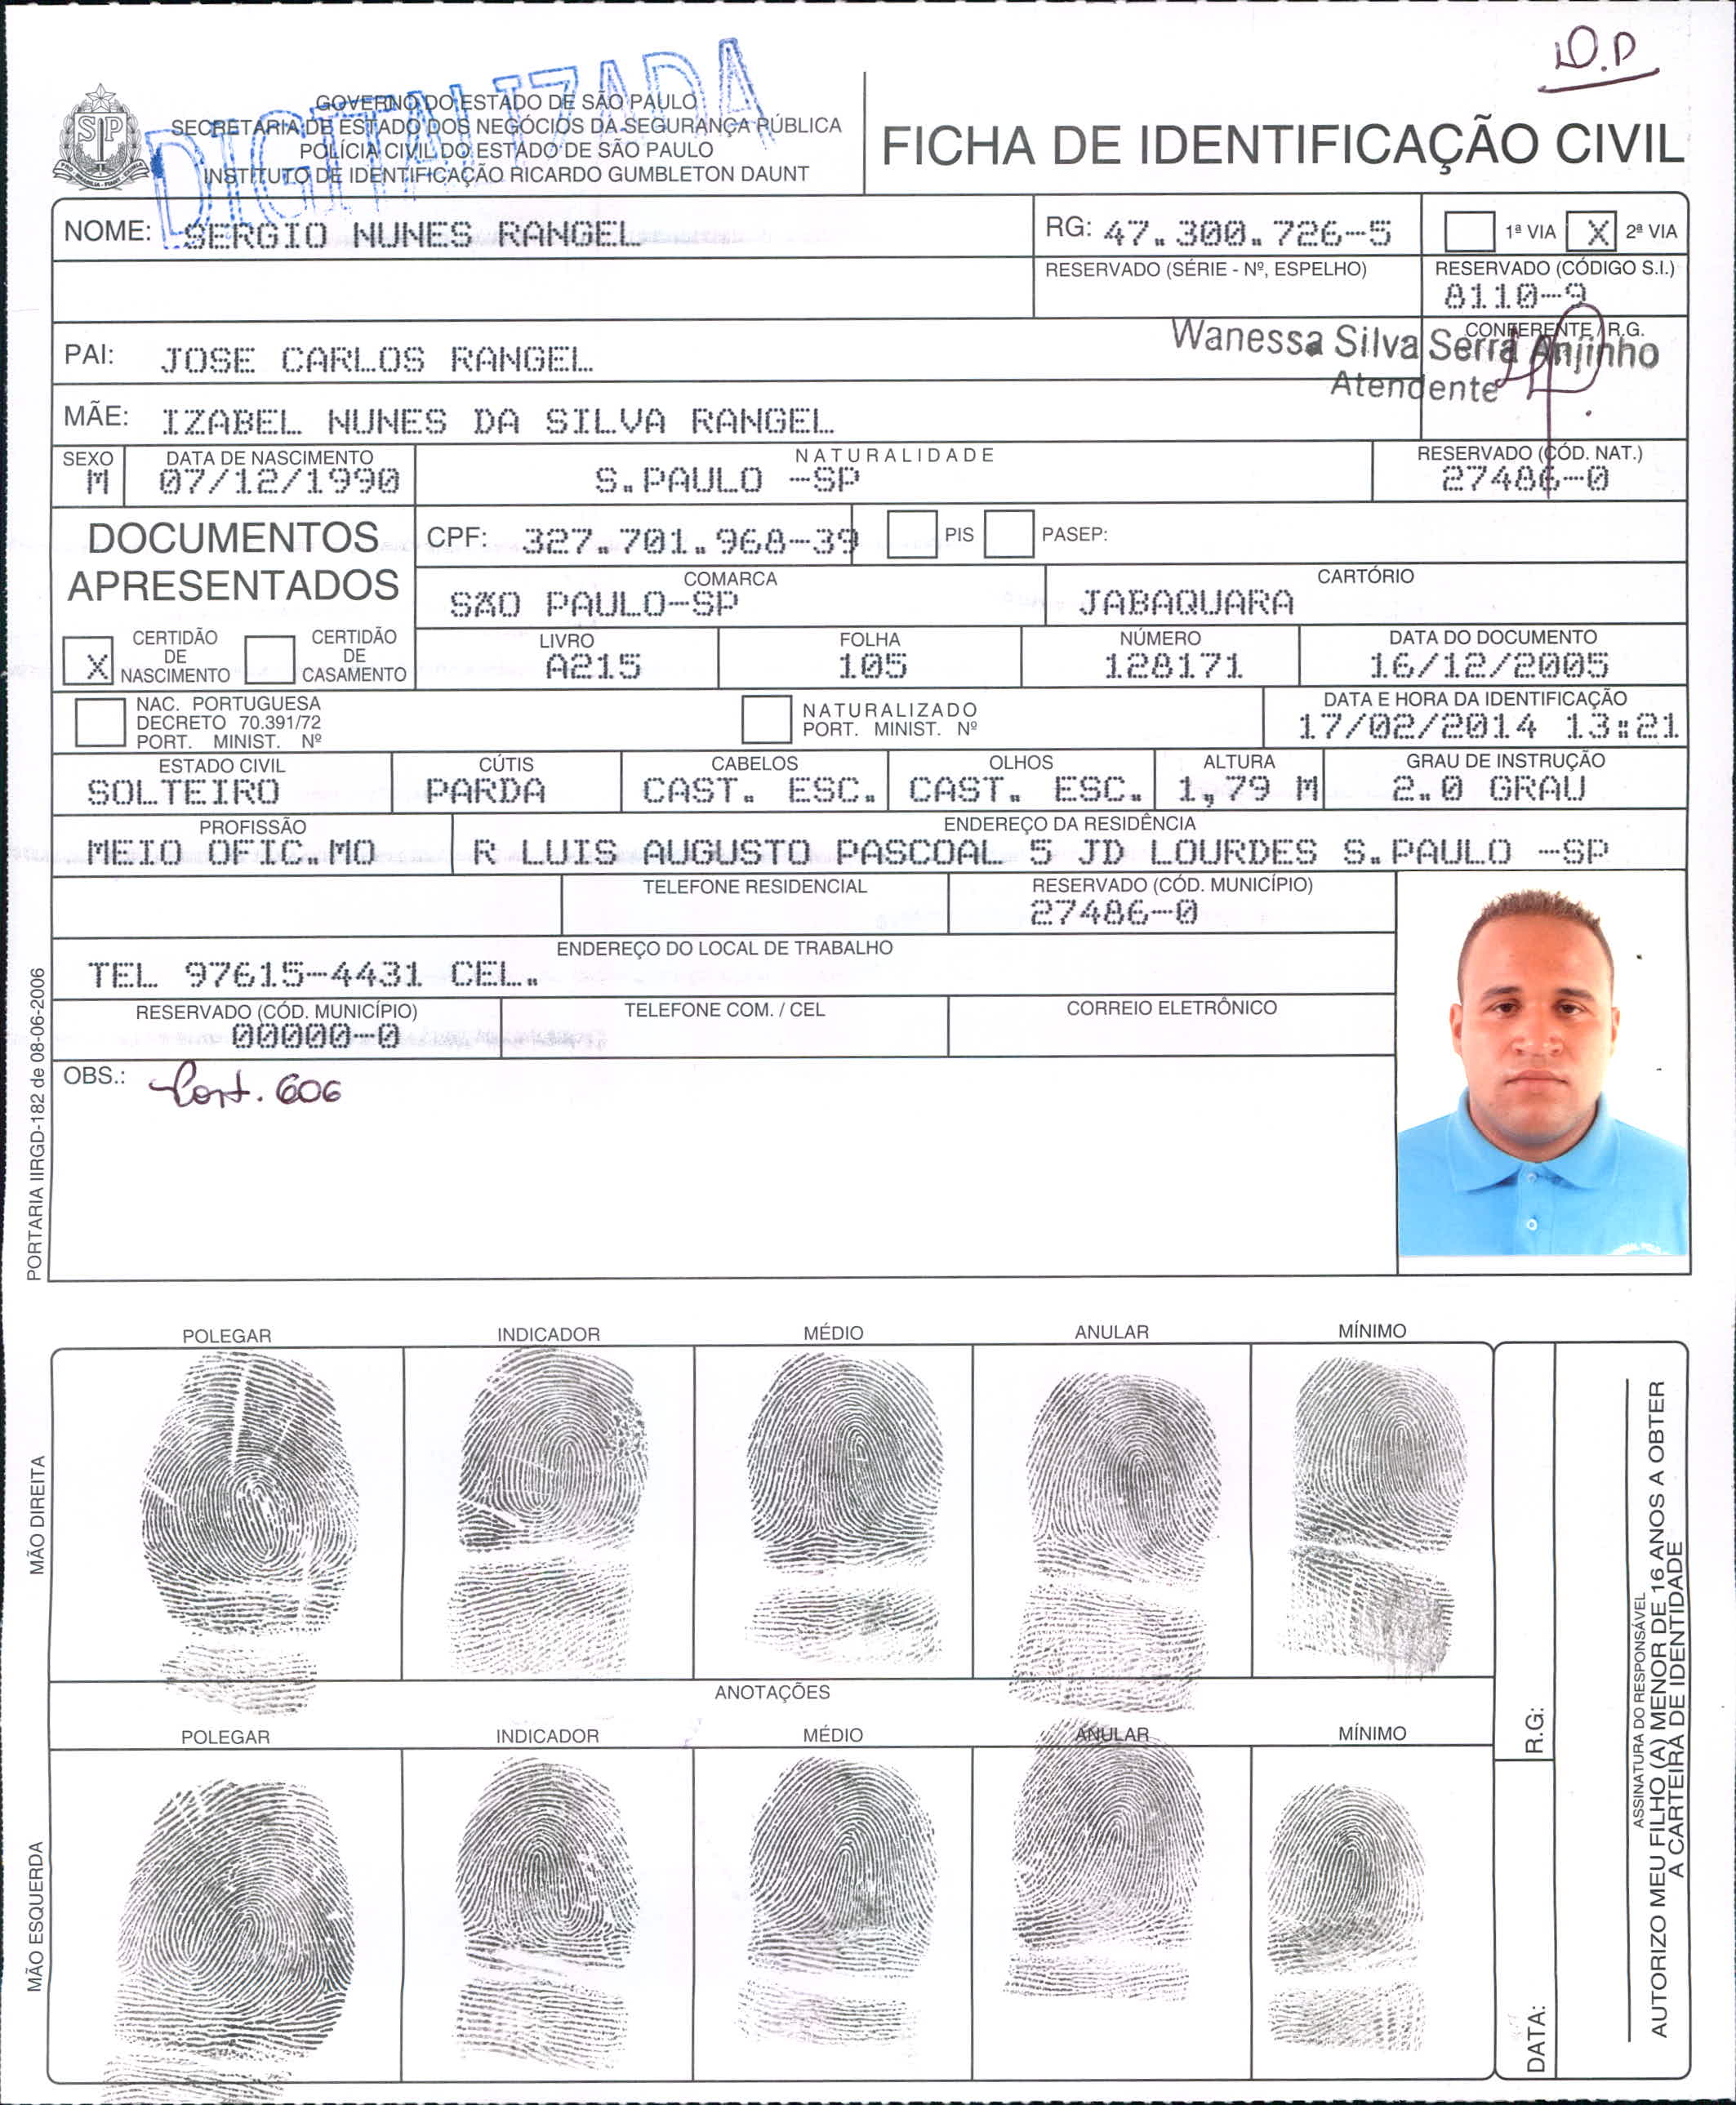 D.P
DIGITALIZADA
GOVERNO DO ESTADO DE SÃO PAULO
SECRETARIA DE ESTADO DOS NEGÓCIOS DA SEGURANÇA PÚBLICA
POLÍCIA CIVIL DO ESTADO DE SÃO PAULO
INSTITUTO DE IDENTIFICAÇÃO RICARDO GUMBLETON DAUNT
FICHA DE IDENTIFICAÇÃO CIVIL
NOME: SERGIO NUNES RANGEL
RG: 47.300.726-5
1ª VIA X 2ª VIA
RESERVADO (SÉRIE - Nº, ESPELHO)
RESERVADO (CÓDIGO S.I.)
8110-9
PAI: JOSE CARLOS RANGEL
CONFERENTE / R.G.
Wanessa Silva Serra Anjinho
Atendente
MÃE: IZABEL NUNES DA SILVA RANGEL
SEXO
M
DATA DE NASCIMENTO
07/12/1990
NATURALIDADE
S.PAULO -SP
RESERVADO (CÓD. NAT.)
27486-0
DOCUMENTOS
APRESENTADOS
CPF: 327.701.968-39
PIS
PASEP:
COMARCA
SÃO PAULO-SP
CARTÓRIO
JABAQUARA
X
CERTIDÃO
DE
NASCIMENTO
CERTIDÃO
DE
CASAMENTO
LIVRO
A215
FOLHA
105
NÚMERO
128171
DATA DO DOCUMENTO
16/12/2005
NAC. PORTUGUESA
DECRETO 70.391/72
PORT. MINIST. Nº
NATURALIZADO
PORT. MINIST. Nº
DATA E HORA DA IDENTIFICAÇÃO
17/02/2014 13:21
ESTADO CIVIL
SOLTEIRO
CÚTIS
PARDA
CABELOS
CAST. ESC.
OLHOS
CAST. ESC.
ALTURA
1,79 M
GRAU DE INSTRUÇÃO
2.0 GRAU
PROFISSÃO
MEIO OFIC.MO
ENDEREÇO DA RESIDÊNCIA
R LUIS AUGUSTO PASCOAL 5 JD LOURDES S.PAULO -SP
TELEFONE RESIDENCIAL
RESERVADO (CÓD. MUNICÍPIO)
27486-0
ENDEREÇO DO LOCAL DE TRABALHO
TEL 97615-4431 CEL.
RESERVADO (CÓD. MUNICÍPIO)
00000-0
TELEFONE COM. / CEL
CORREIO ELETRÔNICO
OBS.: Port. 606
PORTARIA IIRGD-182 de 08-06-2006
POLEGAR
INDICADOR
MÉDIO
ANULAR
MÍNIMO
MÃO DIREITA
ANOTAÇÕES
POLEGAR
INDICADOR
MÉDIO
ANULAR
MÍNIMO
MÃO ESQUERDA
R.G:
DATA:
ASSINATURA DO RESPONSÁVEL
AUTORIZO MEU FILHO (A) MENOR DE 16 ANOS A OBTER
A CARTEIRA DE IDENTIDADE